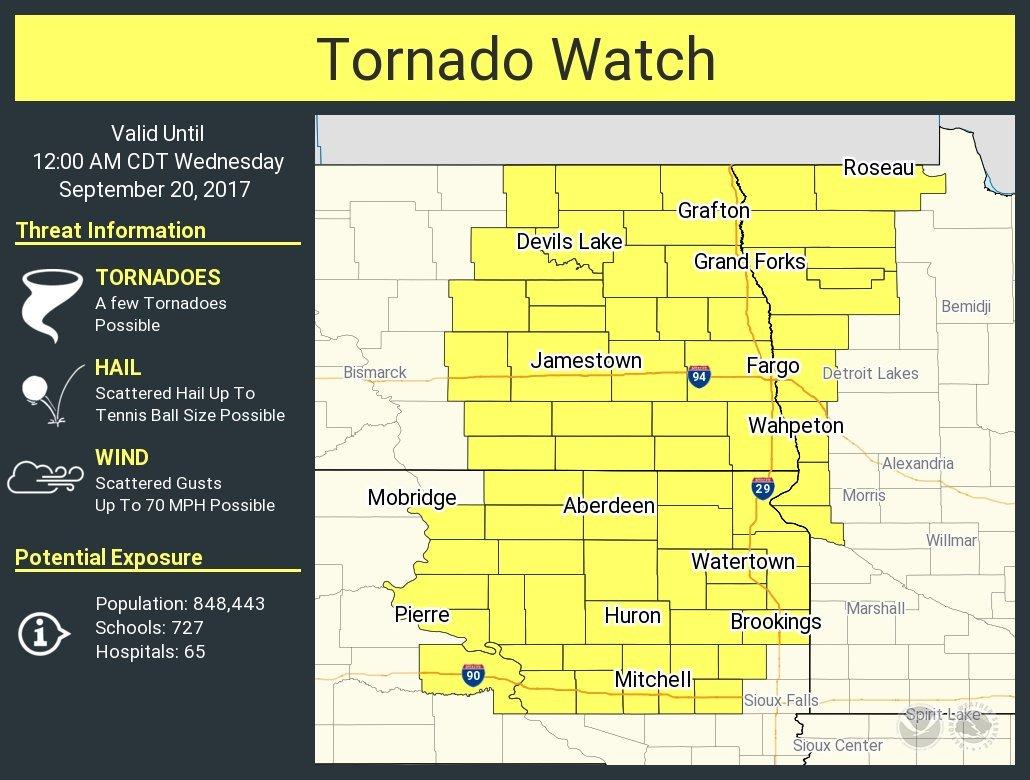 Tornado Watch
Valid Until
12:00 AM CDT Wednesday
September 20, 2017
Threat Information
TORNADOES
A few Tornadoes
Possible
HAIL
Scattered Hail Up To
Tennis Ball Size Possible
WIND
Scattered Gusts
Up To 70 MPH Possible
Potential Exposure
Population: 848,443
Schools: 727
Hospitals: 65
Roseau
Grafton
Devils Lake
Grand Forks
Bemidji
Jamestown
Bismarck
94
Fargo
Detroit Lakes
Wahpeton
Alexandria
Mobridge
Aberdeen
29
Morris
Willmar
Watertown
Pierre
Huron
Brookings
Marshall
90
Mitchell
Sioux Falls
Spirit Lake
Sioux Center